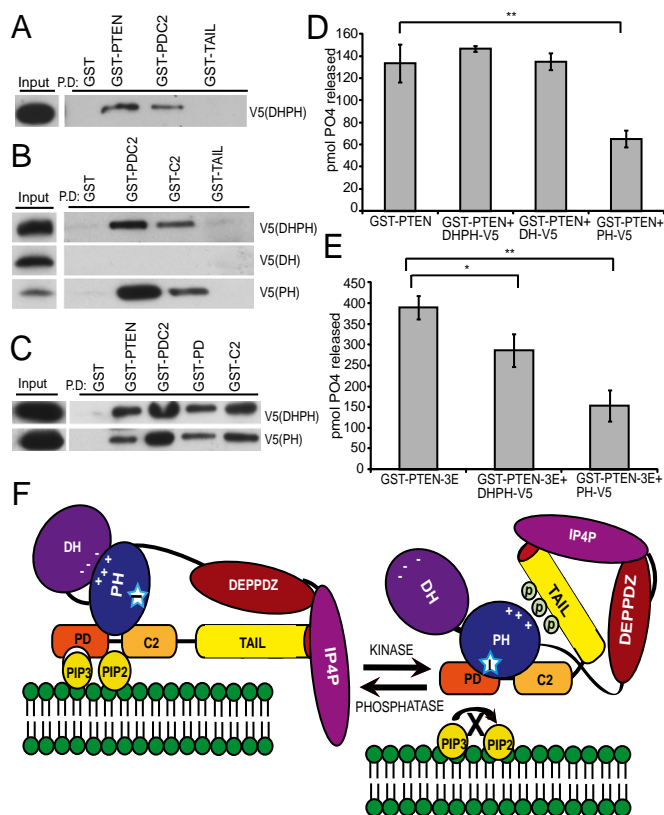 A
Input
P.D:
GST
GST-PTEN
GST-PDC2
GST-TAIL
V5(DHPH)
B
Input
P.D:
GST
GST-PDC2
GST-C2
GST-TAIL
V5(DHPH)
V5(DH)
V5(PH)
C
Input
P.D:
GST
GST-PTEN
GST-PDC2
GST-PD
GST-C2
V5(DHPH)
V5(PH)
D
**
pmol PO4 released
160
140
120
100
80
60
40
20
0
GST-PTEN
GST-PTEN+
DHPH-V5
GST-PTEN+
DH-V5
GST-PTEN+
PH-V5
E
**
*
pmol PO4 released
450
400
350
300
250
200
150
100
50
0
GST-PTEN-3E
GST-PTEN-3E+
DHPH-V5
GST-PTEN-3E+
PH-V5
F
DH
- - -
+ + + +
PH
DEPPDZ
PD
C2
TAIL
IP4P
PIP3
PIP2
KINASE
PHOSPHATASE
IP4P
DH
- - -
TAIL
P P P
DEPPDZ
+ + +
PH
PD
C2
X
PIP3
PIP2